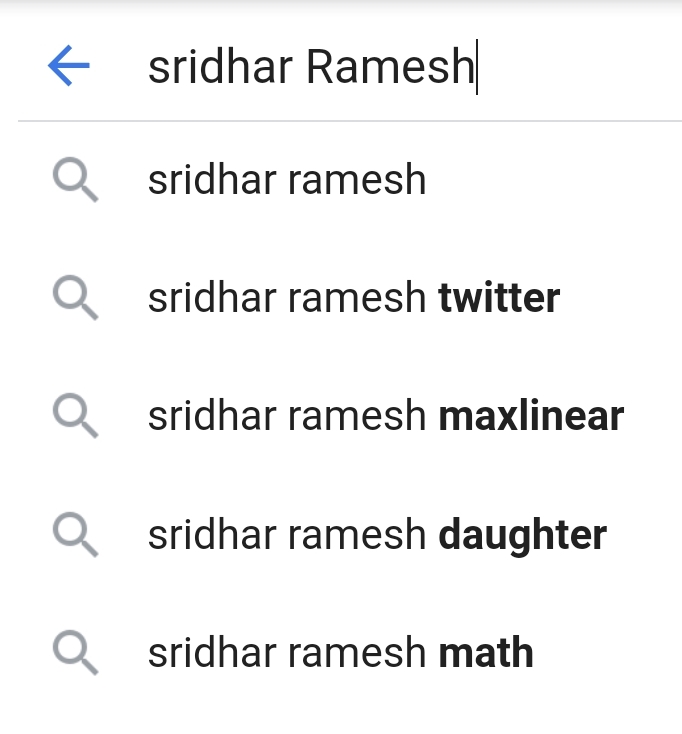 sridhar Ramesh
sridhar ramesh
sridhar ramesh twitter
sridhar ramesh maxlinear
sridhar ramesh daughter
sridhar ramesh math